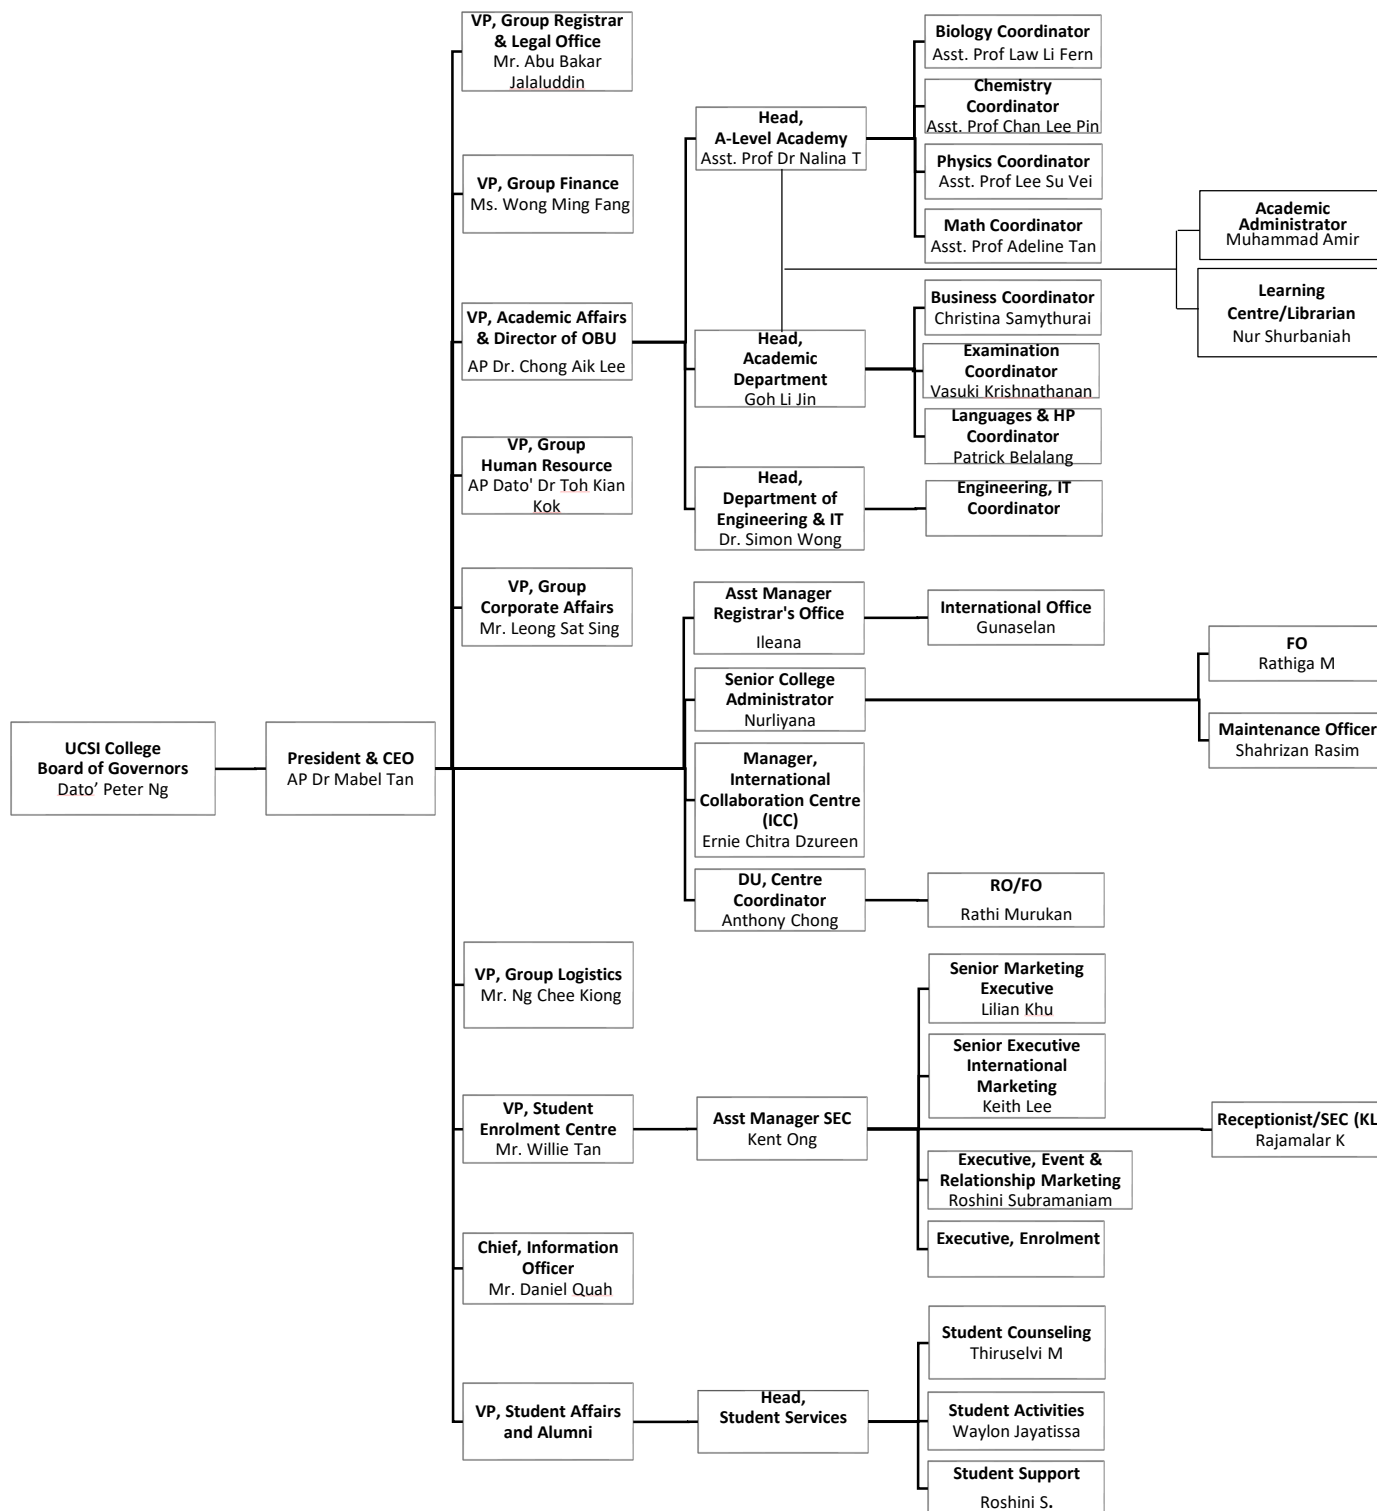 VP, Group Registrar
& Legal Office
Mr. Abu Bakar
Jalaluddin
VP, Group Finance
Ms. Wong Ming Fang
VP, Academic Affairs
& Director of OBU
AP Dr. Chong Aik Lee
VP, Group
Human Resource
AP Dato' Dr Toh Kian
Kok
VP, Group
Corporate Affairs
Mr. Leong Sat Sing
UCSI College
Board of Governors
Dato’ Peter Ng
President & CEO
AP Dr Mabel Tan
VP, Group Logistics
Mr. Ng Chee Kiong
VP, Student
Enrolment Centre
Mr. Willie Tan
Chief, Information
Officer
Mr. Daniel Quah
VP, Student Affairs
and Alumni
Head,
A-Level Academy
Asst. Prof Dr Nalina T
Head,
Academic
Department
Goh Li Jin
Head,
Department of
Engineering & IT
Dr. Simon Wong
Asst Manager
Registrar's Office
Ileana
Senior College
Administrator
Nurliyana
Manager,
International
Collaboration Centre
(ICC)
Ernie Chitra Dzureen
DU, Centre
Coordinator
Anthony Chong
Asst Manager SEC
Kent Ong
Head,
Student Services
Biology Coordinator
Asst. Prof Law Li Fern
Chemistry
Coordinator
Asst. Prof Chan Lee Pin
Physics Coordinator
Asst. Prof Lee Su Vei
Math Coordinator
Asst. Prof Adeline Tan
Business Coordinator
Christina Samythurai
Examination
Coordinator
Vasuki Krishnathanan
Languages & HP
Coordinator
Patrick Belalang
Engineering, IT
Coordinator
International Office
Gunaselan
RO/FO
Rathi Murukan
Senior Marketing
Executive
Lilian Khu
Senior Executive
International
Marketing
Keith Lee
Executive, Event &
Relationship Marketing
Roshini Subramaniam
Executive, Enrolment
Student Counseling
Thiruselvi M
Student Activities
Waylon Jayatissa
Student Support
Roshini S.
Academic
Administrator
Muhammad Amir
Learning
Centre/Librarian
Nur Shurbaniah
FO
Rathiga M
Maintenance Officer
Shahrizan Rasim
Receptionist/SEC (KL
Rajamalar K